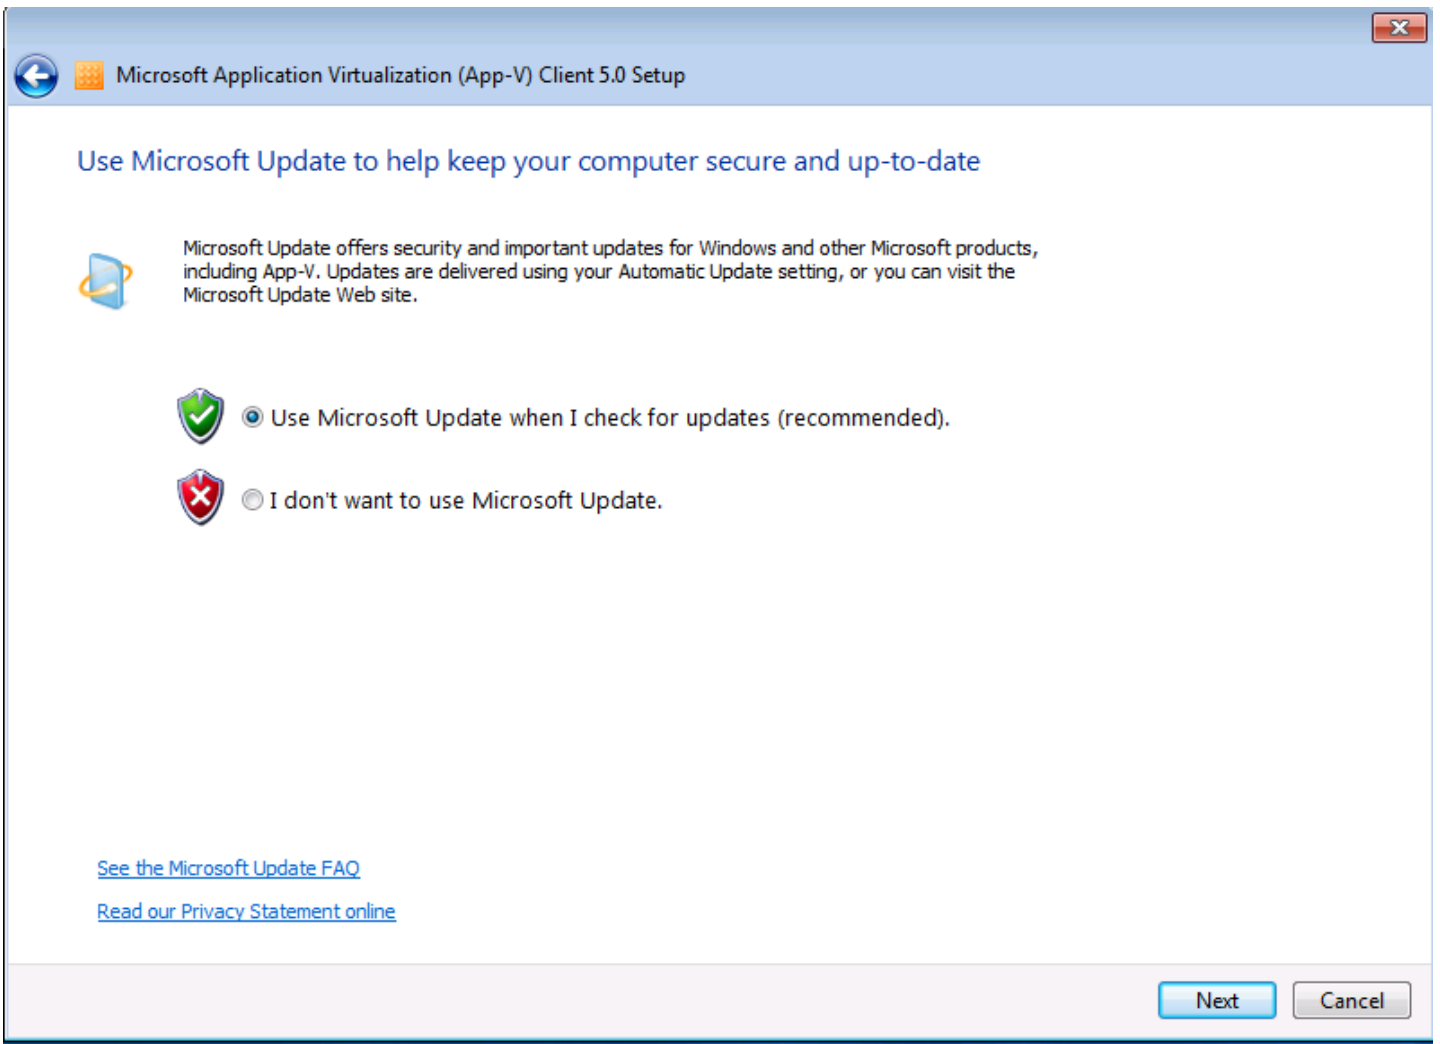 Microsoft Application Virtualization (App-V) Client 5.0 Setup
Use Microsoft Update to help keep your computer secure and up-to-date
Microsoft Update offers security and important updates for Windows and other Microsoft products,
including App-V. Updates are delivered using your Automatic Update setting, or you can visit the
Microsoft Update Web site.
Use Microsoft Update when I check for updates (recommended).
I don't want to use Microsoft Update.
See the Microsoft Update FAQ
Read our Privacy Statement online
Next Cancel